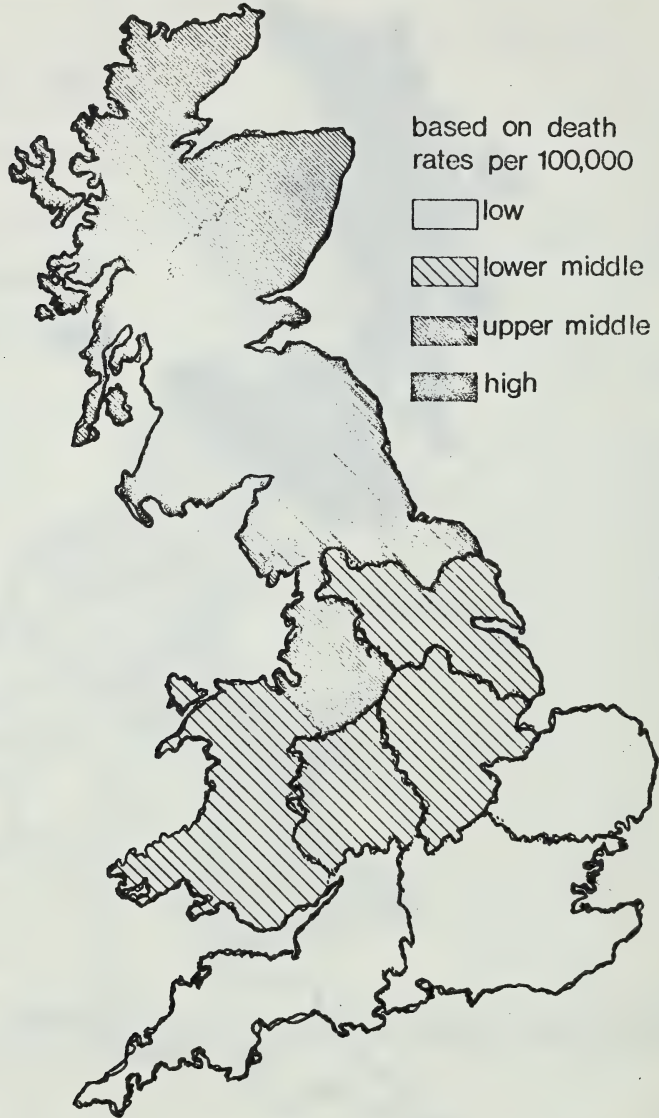 based on death
rates per 100,000
low
lower middle
upper middle
high